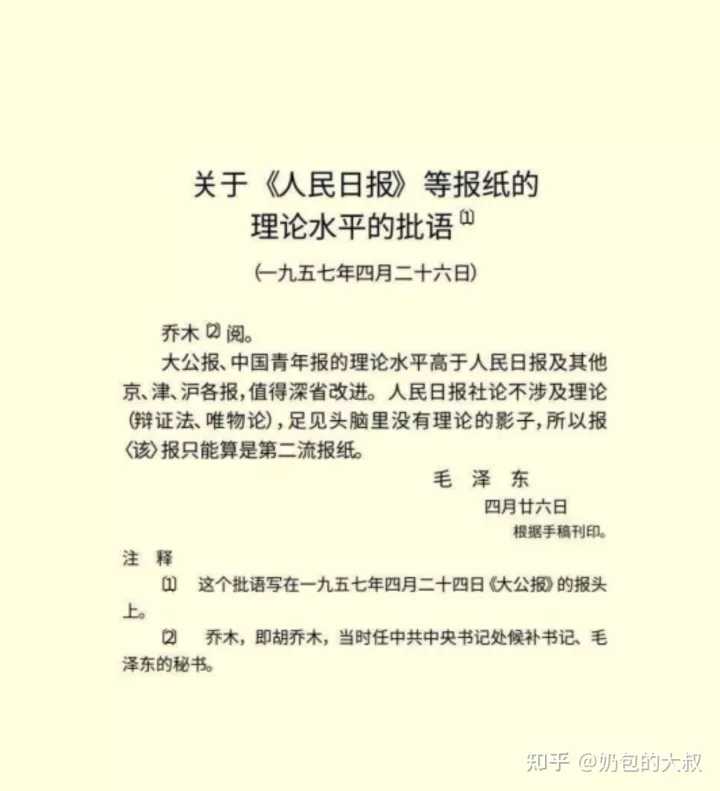 关于《人民日报》等报纸的
理论水平的批语〔1〕
(一九五七年四月二十六日)
乔木〔2〕阅。
大公报、中国青年报的理论水平高于人民日报及其他
京、津、沪各报,值得深省改进。人民日报社论不涉及理论
(辩证法、唯物论),足见头脑里没有理论的影子,所以报
〈该〉报只能算是第二流报纸。
毛 泽 东
四月廿六日
根据手稿刊印。
注 释
〔1〕 这个批语写在一九五七年四月二十四日《大公报》的报头
上。
〔2〕 乔木,即胡乔木,当时任中共中央书记处候补书记、毛
泽东的秘书。
知乎 @奶包的大叔